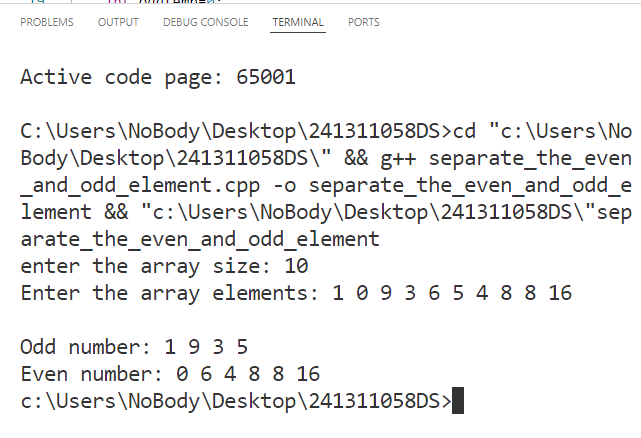 PROBLEMS OUTPUT DEBUG CONSOLE TERMINAL PORTS
Active code page: 65001
C:\Users\NoBody\Desktop\241311058DS>cd "c:\Users\No
Body\Desktop\241311058DS\" && g++ separate_the_even
_and_odd_element.cpp -o separate_the_even_and_odd_e
lement && "c:\Users\NoBody\Desktop\241311058DS\"sep
arate_the_even_and_odd_element
enter the array size: 10
Enter the array elements: 1 0 9 3 6 5 4 8 8 16
Odd number: 1 9 3 5
Even number: 0 6 4 8 8 16
c:\Users\NoBody\Desktop\241311058DS>